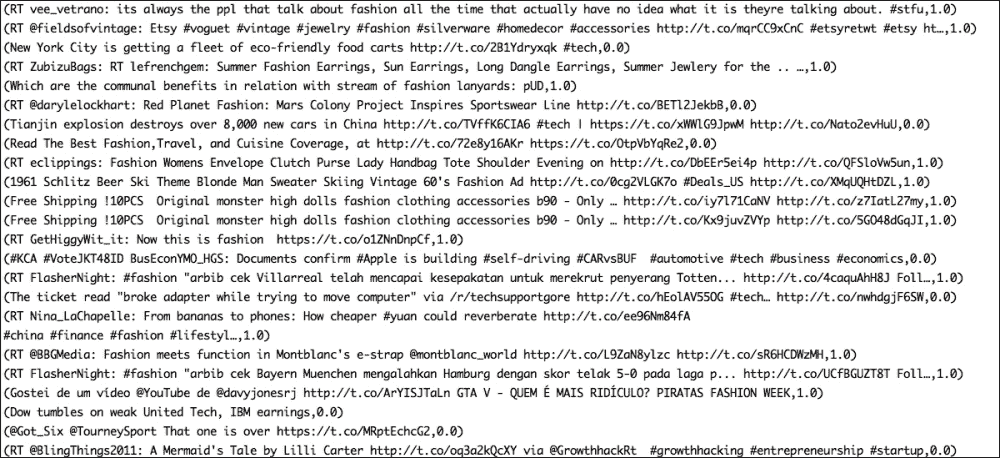 (RT vee_vetrano: its always the ppl that talk about fashion all the time that actually have no idea what it is theyre talking about. #stfu,1.0)
(RT @fieldsofvintage: Etsy #voguet #vintage #jewelry #fashion #silverware #homedecor #accessories http://t.co/mqrCC9xCnC #etsyretwt #etsy ht…,1.0)
(New York City is getting a fleet of eco-friendly food carts http://t.co/2B1Ydryxqk #tech,0.0)
(RT ZubizuBags: RT lefrenchgem: Summer Fashion Earrings, Sun Earrings, Long Dangle Earrings, Summer Jewlery for the .. …,1.0)
(Which are the communal benefits in relation with stream of fashion lanyards: pUD,1.0)
(RT @darylelockhart: Red Planet Fashion: Mars Colony Project Inspires Sportswear Line http://t.co/BETl2JekbB,0.0)
(Tianjin explosion destroys over 8,000 new cars in China http://t.co/TVffK6CIA6 #tech | https://t.co/xWWlG9JpwM http://t.co/Nato2evHuU,0.0)
(Read The Best Fashion,Travel, and Cuisine Coverage, at http://t.co/72e8y16AKr https://t.co/OtpVbYqRe2,0.0)
(RT eclippings: Fashion Womens Envelope Clutch Purse Lady Handbag Tote Shoulder Evening on http://t.co/DbEEr5ei4p http://t.co/QFSloVw5un,1.0)
(1961 Schlitz Beer Ski Theme Blonde Man Sweater Skiing Vintage 60's Fashion Ad http://t.co/0cg2VLGK7o #Deals_US http://t.co/XMqUQHtDZL,1.0)
(Free Shipping !10PCS  Original monster high dolls fashion clothing accessories b90 - Only … http://t.co/iy7l71CaNV http://t.co/z7IatL27my,1.0)
(Free Shipping !10PCS  Original monster high dolls fashion clothing accessories b90 - Only … http://t.co/Kx9juvZVYp http://t.co/5GO48dGqJI,1.0)
(RT GetHiggyWit_it: Now this is fashion  https://t.co/o1ZNnDnpCf,1.0)
(#KCA #VoteJKT48ID BusEconYMO_HGS: Documents confirm #Apple is building #self-driving #CARvsBUF  #automotive #tech #business #economics,0.0)
(RT FlasherNight: #fashion "arbib cek Villarreal telah mencapai kesepakatan untuk merekrut penyerang Totten... http://t.co/4caquAhH8J Foll…,1.0)
(The ticket read "broke adapter while trying to move computer" via /r/techsupportgore http://t.co/hEolAV55OG #tech… http://t.co/nwhdgjF6SW,0.0)
(RT Nina_LaChapelle: From bananas to phones: How cheaper #yuan could reverberate http://t.co/ee96Nm84fA
#china #finance #fashion #lifestyl…,1.0)
(RT @BBGMedia: Fashion meets function in Montblanc's e-strap @montblanc_world http://t.co/L9ZaN8ylzc http://t.co/sR6HCDWzMH,1.0)
(RT FlasherNight: #fashion "arbib cek Bayern Muenchen mengalahkan Hamburg dengan skor telak 5-0 pada laga p... http://t.co/UCfBGUZT8T Foll…,1.0)
(Gostei de um vídeo @YouTube de @davyjonesrj http://t.co/ArYISJTaLn GTA V - QUEM É MAIS RIDÍCULO? PIRATAS FASHION WEEK,1.0)
(Dow tumbles on weak United Tech, IBM earnings,0.0)
(@Got_Six @TourneySport That one is over https://t.co/MRptEchcG2,0.0)
(RT @BlingThings2011: A Mermaid's Tale by Lilli Carter http://t.co/oq3a2kQcXY via @GrowthhackRt  #growthhacking #entrepreneurship #startup,0.0)